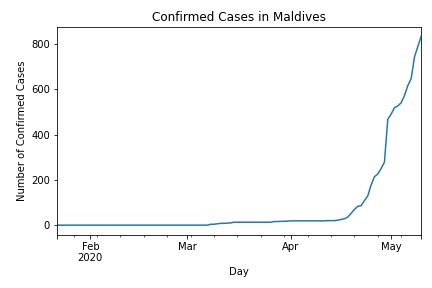 Confirmed Cases in Maldives
Number of Confirmed Cases
800
600
400
200
0
Feb
2020
Mar
Apr
May
Day